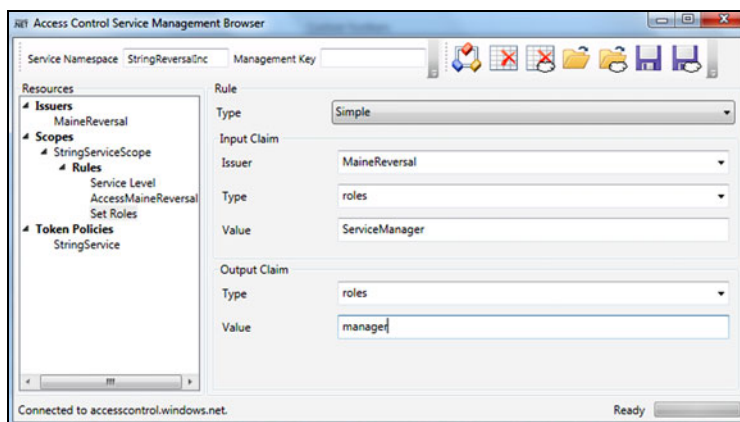 .NET Access Control Service Management Browser
Service Namespace StringReversalInc Management Key
Resources
Issuers
MaineReversal
Scopes
StringServiceScope
Rules
Service Level
AccessMaineReversal
Set Roles
Token Policies
StringService
Rule
Type Simple
Input Claim
Issuer MaineReversal
Type roles
Value ServiceManager
Output Claim
Type roles
Value manager
Connected to accesscontrol.windows.net. Ready